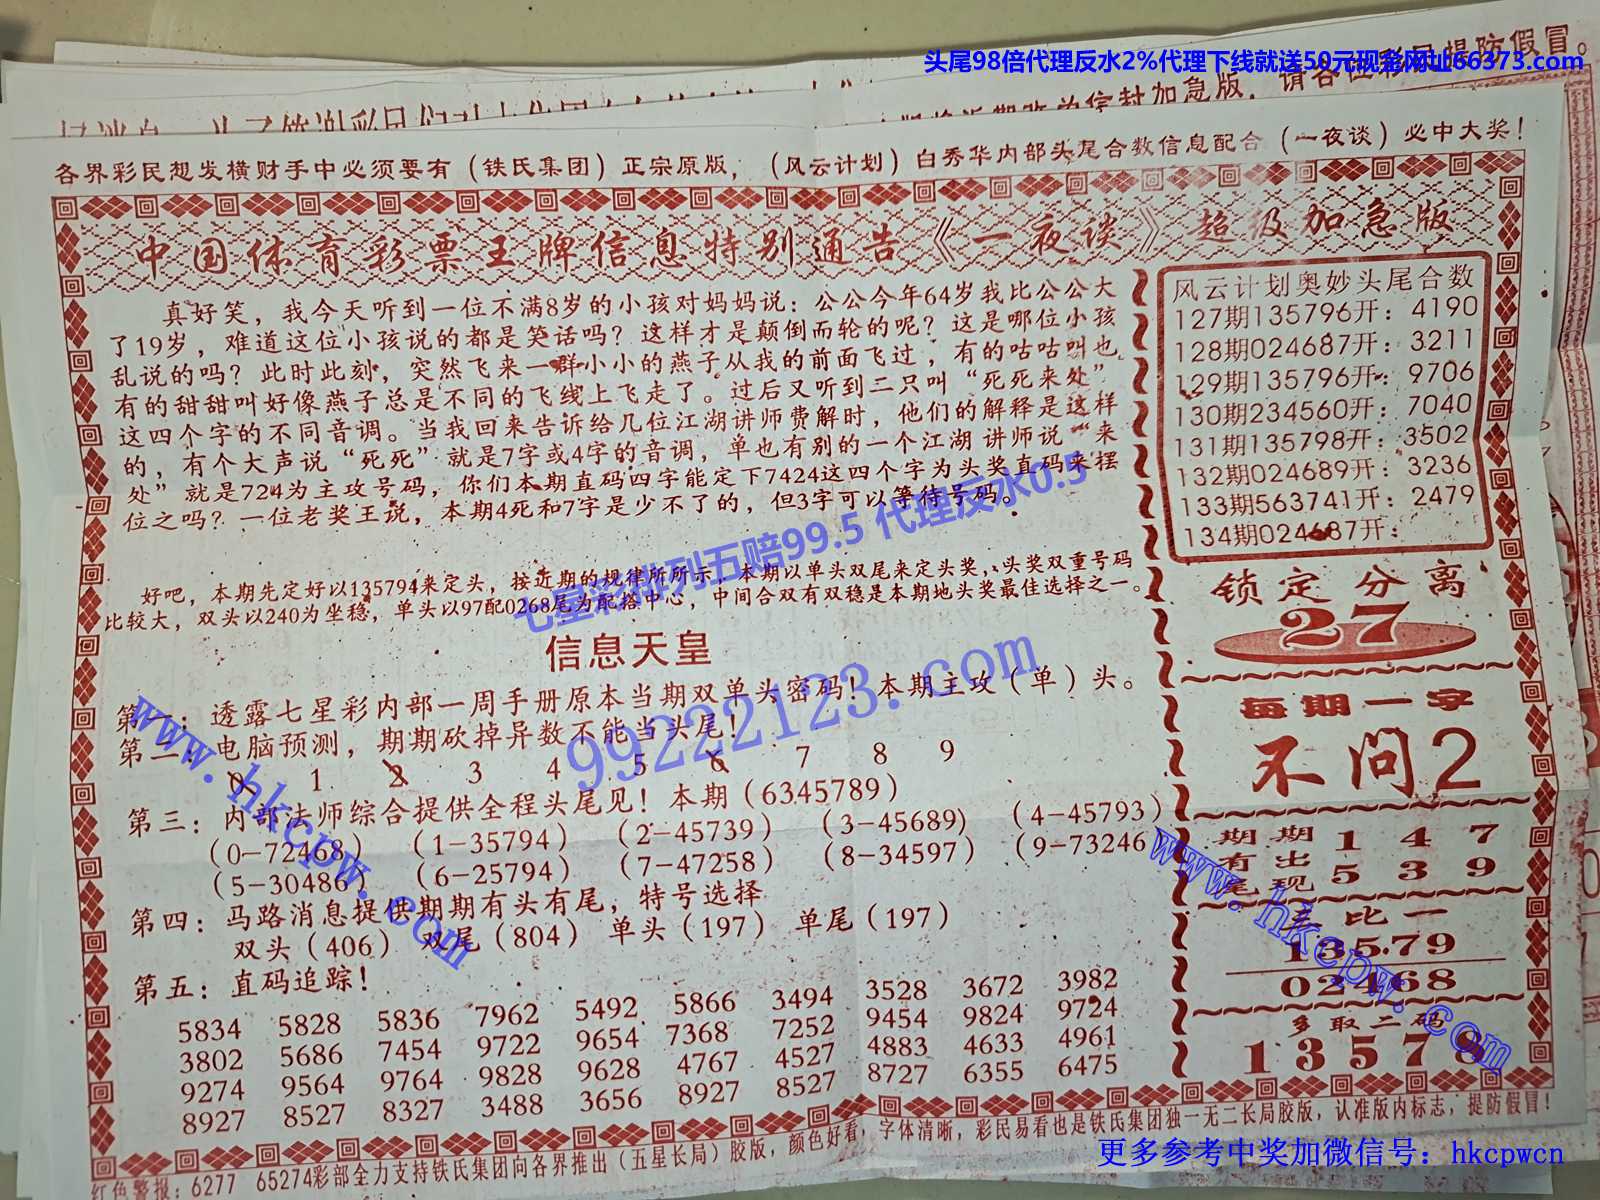 头尾98倍代理反水2%代理下线就送50元现金网址66373.com
各界彩民想发横财手中必须要有（铁氏集团）正宗原版，（风云计划）白秀华内部头尾合数信息配合（一夜谈）必中大奖！
中国体育彩票王牌信息特别通告《一夜谈》超级加急版
真好笑，我今天听到一位不满8岁的小孩对妈妈说：公公今年64岁我比公公大
了19岁，难道这位小孩说的都是笑话吗？这样才是颠倒而轮的呢？这是哪位小孩
乱说的吗？此时此刻，突然飞来一群小小的燕子从我的前面飞过，有的咕咕叫也
有的甜甜叫好像燕子总是不同的飞线上飞走了。过后又听到二只叫“死死来处”
这四个字的不同音调。当我回来告诉给几位江湖讲师费解时，他们的解释是这样
的，有个大声说“死死”就是7字或4字的音调，单也有别的一个江湖讲师说“来
处”就是724为主攻号码，你们本期直码四字能定下7424这四个字为头奖直码来摆
位之吗？一位老奖王说，本期4死和7字是少不了的，但3字可以等待号码。
七星彩排列五赔99.5 代理反水0.5
好吧，本期先定好以135794来定头，接近期的规律所所示，本期以单头双尾来定头奖，、头奖双重号码
比较大，双头以240为坐稳，单头以97配0268尾为配搭中心，中间合双有双稳是本期地头奖最佳选择之一。
信息天皇
第一：透露七星彩内部一周手册原本当期双单头密码！本期主攻（单）头。
第二：电脑预测，期期砍掉异数不能当头尾！
0 1 2 3 4 5 6 7 8 9
99222123.com
www.hkcpw.com
第三：内部法师综合提供全程头尾见！本期（6345789）
（0-72468）（1-35794）（2-45739）（3-45689）（4-45793）
（5-30486）（6-25794）（7-47258）（8-34597）（9-73246
第四：马路消息提供期期有头有尾，特号选择
双头（406）双尾（804）单头（197）单尾（197）
第五：直码追踪！
5834 5828 5836 7962 5492 5866 3494 3528 3672 3982
3802 5686 7454 9722 9654 7368 7252 9454 9824 9724
9274 9564 9764 9828 9628 4767 4527 4883 4633 4961
8927 8527 8327 3488 3656 8927 8527 8727 6355 6475
风云计划奥妙头尾合数
127期135796开：4190
128期024687开：3211
129期135796开：9706
130期234560开：7040
131期135798开：3502
132期024689开：3236
133期563741开：2479
134期024687开：
锁定分离
27
每期一字
不问2
期期 1 4 7
有出
尾现 5 3 9
比一
13579
02468
多取二码
13578
www.hkcpw.com
红色警报：6277 65274彩部全力支持铁氏集团向各界推出（五星长局）胶版，颜色好看，字体清晰，彩民易看也是铁氏集团独一无二长局胶版，认准版内标志，提防假冒！
更多参考中奖加微信号：hkcpwcn